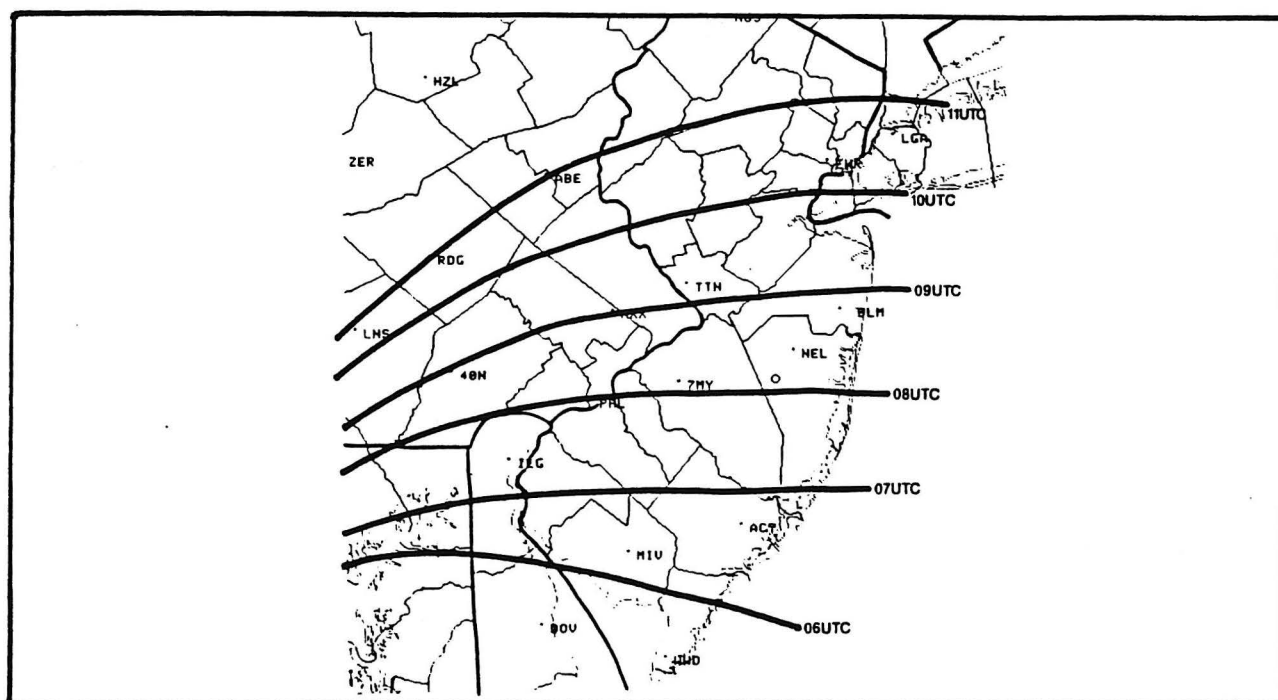 HZL
11UTC
LGA
ZER
EWR
ABE
10UTC
RDG
TTN
09UTC
BLM
LNS
NEL
40N
7MY
08UTC
PHL
ILG
07UTC
ACY
MIV
06UTC
DOV
WWD